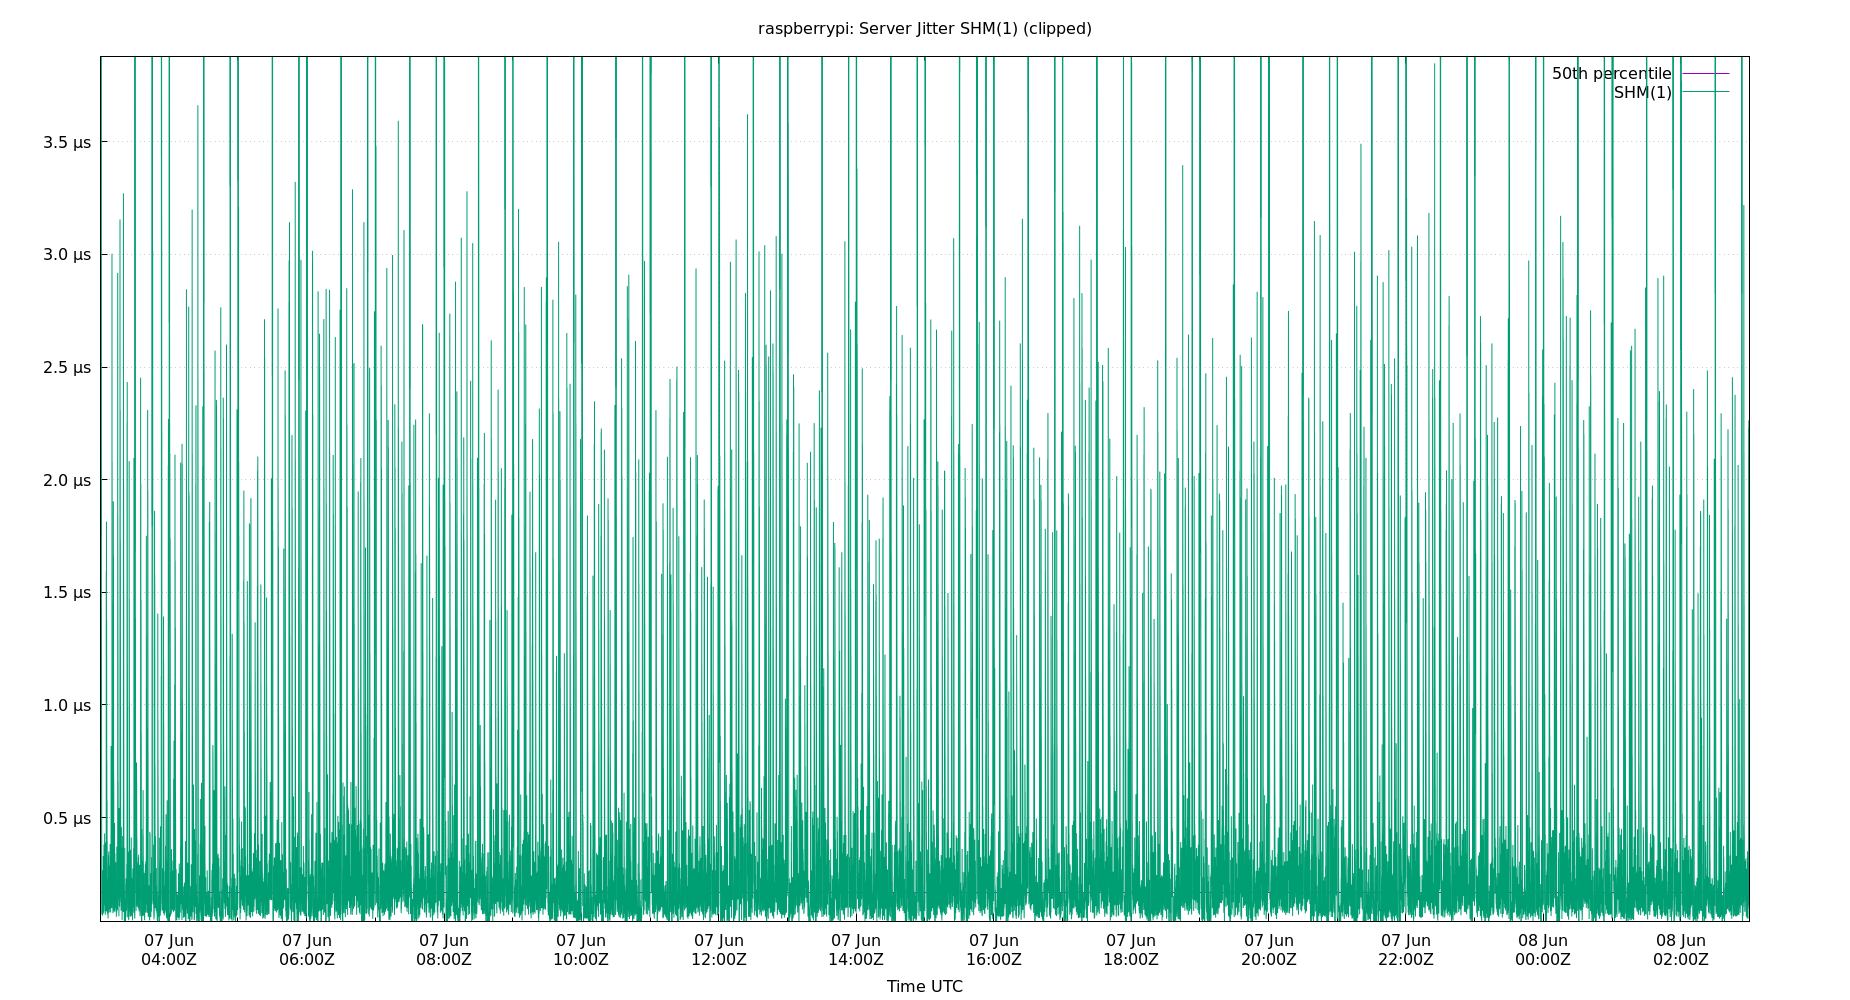 raspberrypi: Server Jitter SHM(1) (clipped)
50th percentile
SHM(1)
3.5 µs
3.0 µs
2.5 µs
2.0 µs
1.5 µs
1.0 µs
0.5 µs
07 Jun 07 Jun 07 Jun 07 Jun 07 Jun 07 Jun 07 Jun 07 Jun 07 Jun 07 Jun 08 Jun 08 Jun
04:00Z 06:00Z 08:00Z 10:00Z 12:00Z 14:00Z 16:00Z 18:00Z 20:00Z 22:00Z 00:00Z 02:00Z
Time UTC